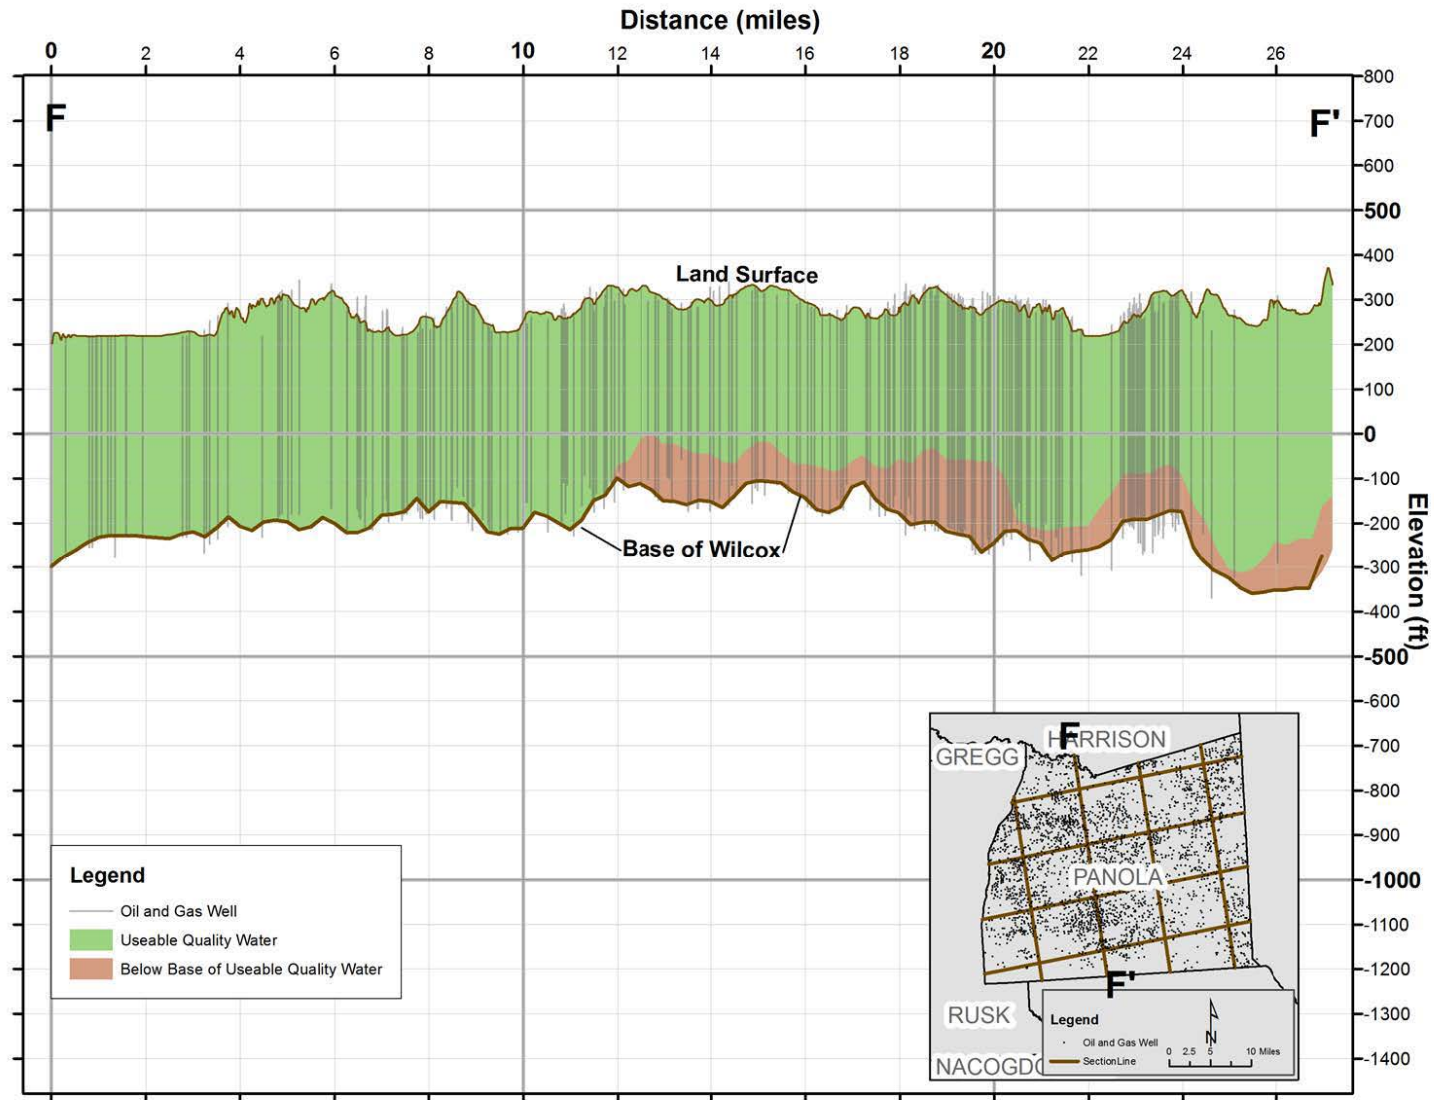 Distance (miles)
0 2 4 6 8 10 12 14 16 18 20 22 24 26
F
F'
800
700
600
500
400
300
200
100
0
-100
-200
-300
-400
-500
-600
-700
-800
-900
-1000
-1100
-1200
-1300
-1400
Elevation (ft)
Land Surface
Base of Wilcox
Legend
Oil and Gas Well
Useable Quality Water
Below Base of Useable Quality Water
F
HARRISON
GREGG
PANOLA
F'
RUSK
NACOGDO
Legend
Oil and Gas Well
SectionLine
N
0 2.5 5 10 Miles